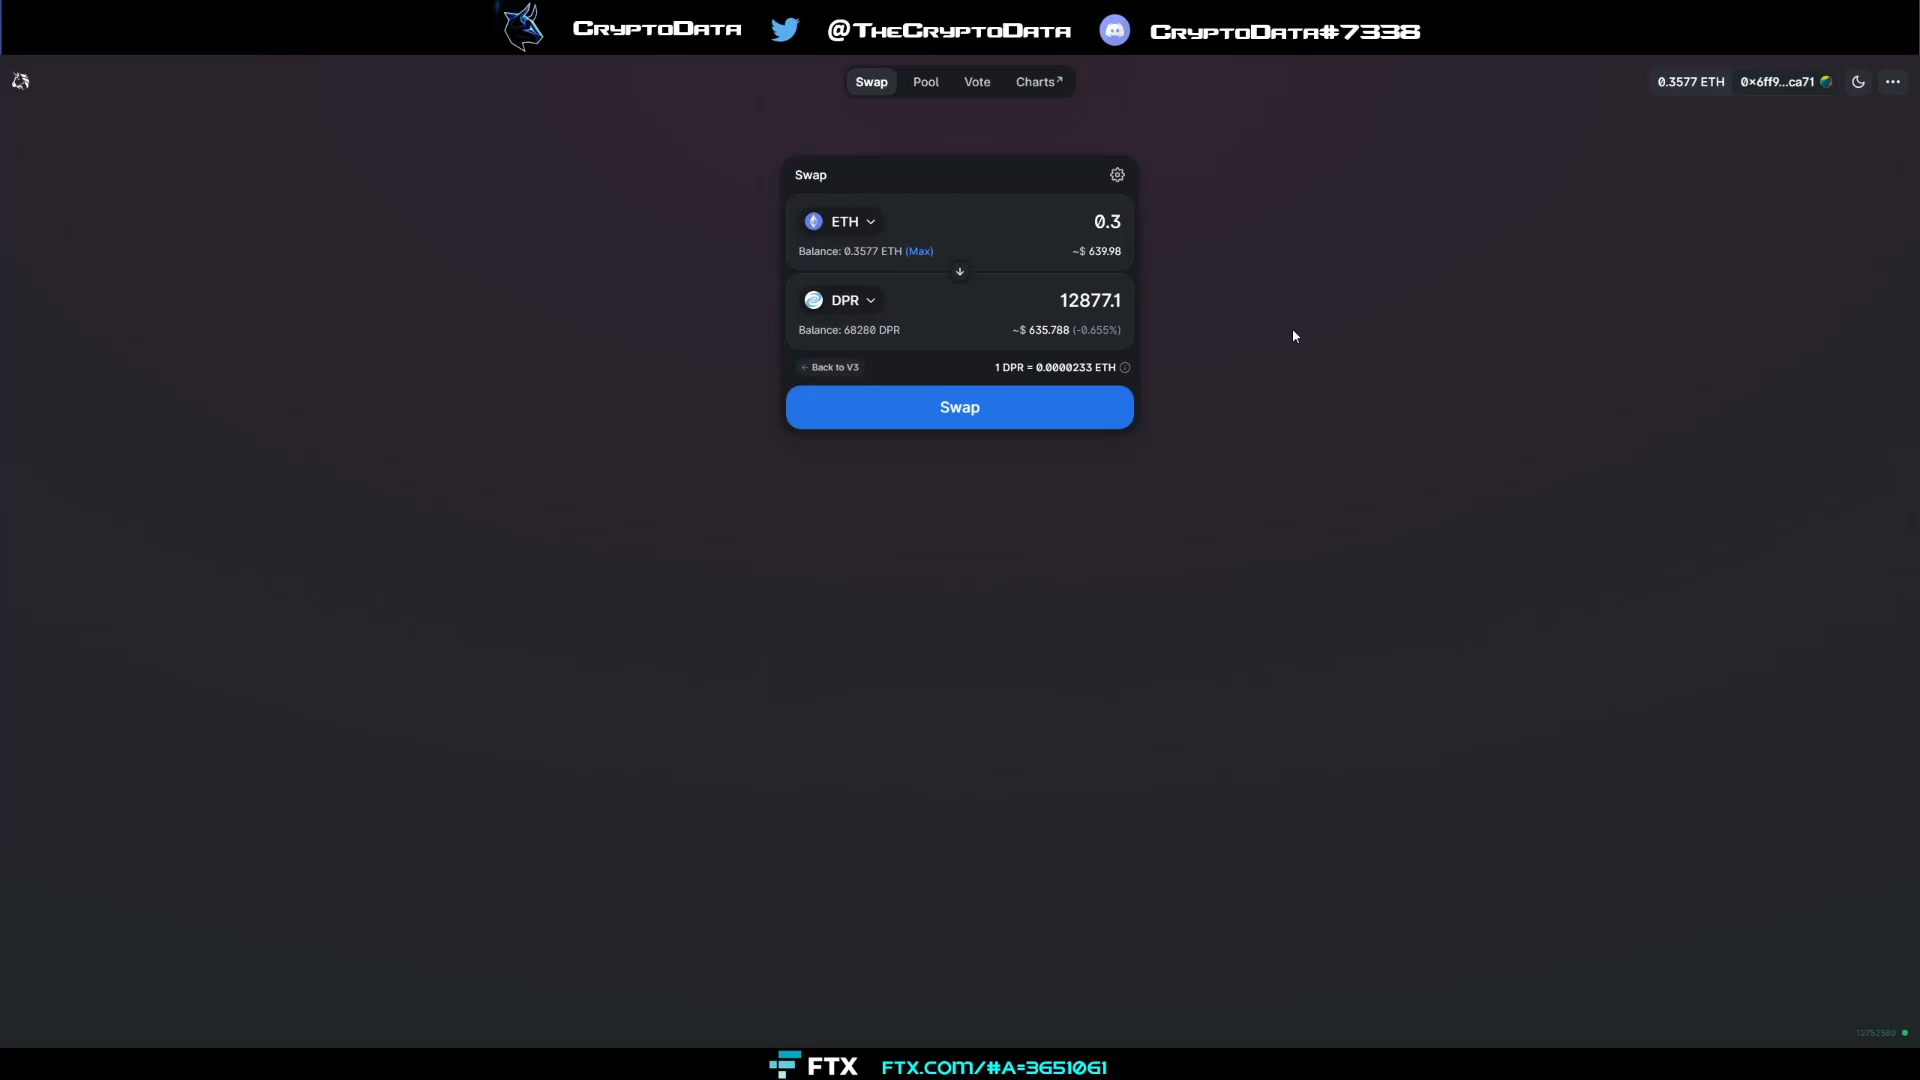 CryptoData @TheCryptoData CryptoData#7338
Swap Pool Vote Charts↗ 0.3577 ETH 0x6ff9...ca71 ...
Swap
ETH 0.3
Balance: 0.3577 ETH (Max) ~$ 639.98
DPR 12877.1
Balance: 68280 DPR ~$ 635.788 (-0.655%)
← Back to V3 1 DPR = 0.0000233 ETH
Swap
12752580
FTX FTX.COM/#A=3651061